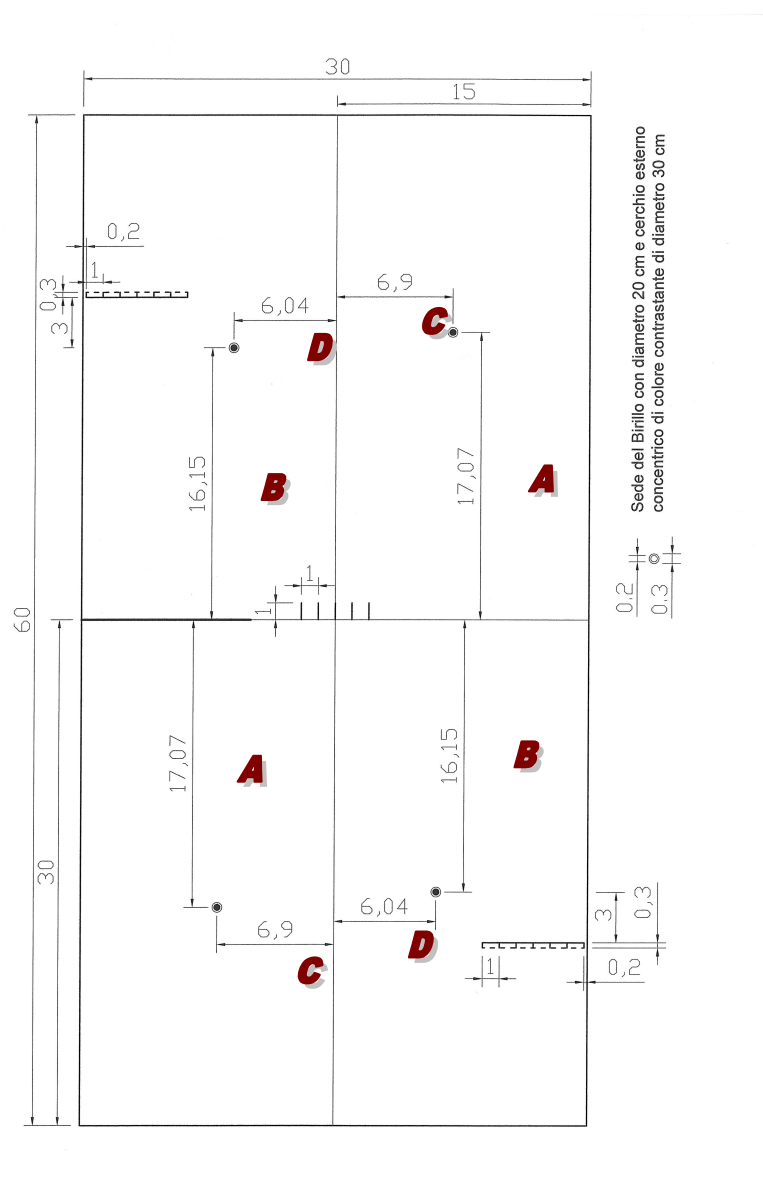 30
15
0,2
1
0,3
3
6,04
6,9
C
D
16,15
B
17,07
A
1
1
60
Sede del Birillo con diametro 20 cm e cerchio esterno
concentrico di colore contrastante di diametro 30 cm
0,2
0,3
17,07
A
16,15
B
30
6,9
6,04
C
D
3
0,3
1
0,2